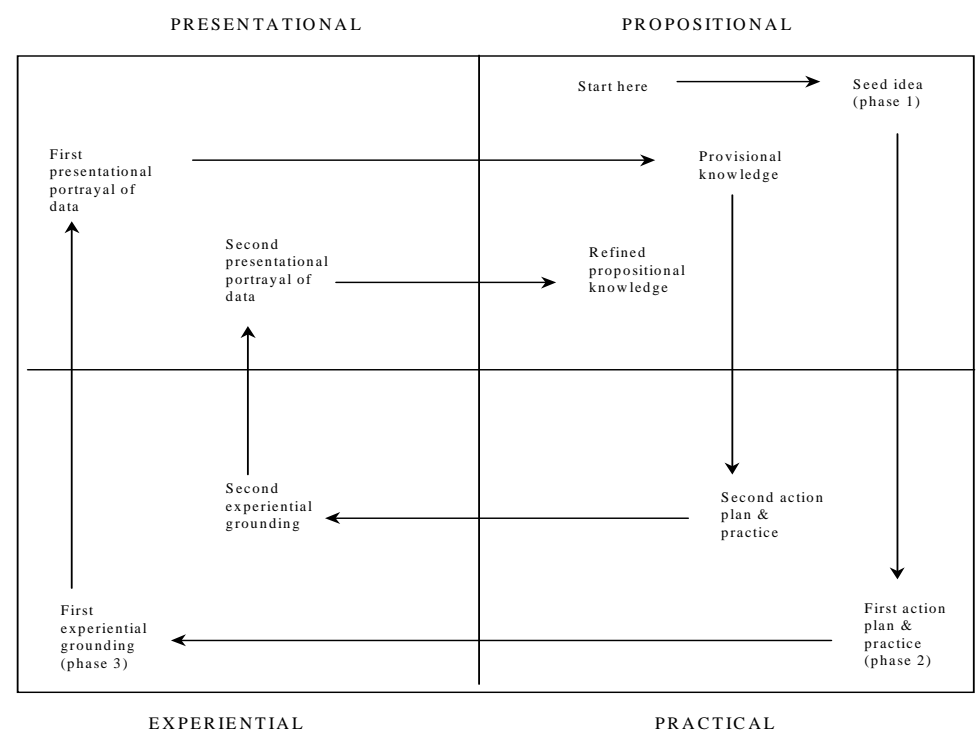 PRESENTATIONAL
PROPOSITIONAL
Start here
Seed idea
(phase 1)
First
presentational
portrayal of
data
Provisional
knowledge
Second
presentational
portrayal of
data
Refined
propositional
knowledge
Second
experiential
grounding
Second action
plan &
practice
First
experiential
grounding
(phase 3)
First action
plan &
practice
(phase 2)
EXPERIENTIAL
PRACTICAL